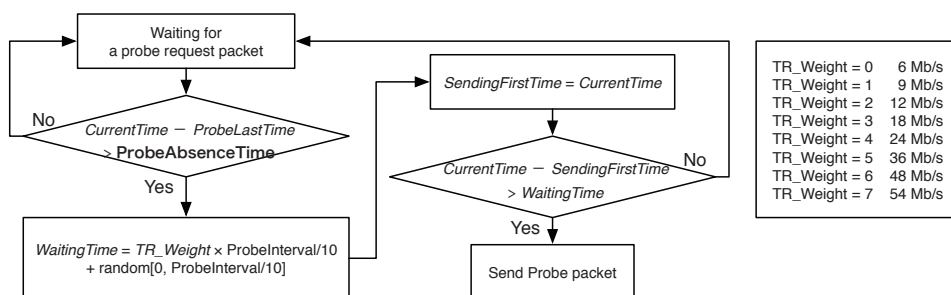 Waiting for
a probe request packet
No
CurrentTime − ProbeLastTime
> ProbeAbsenceTime
Yes
WaitingTime = TR_Weight × ProbeInterval/10
+ random[0, ProbeInterval/10]
SendingFirstTime = CurrentTime
No
CurrentTime − SendingFirstTime
> WaitingTime
Yes
Send Probe packet
TR_Weight = 0 6 Mb/s
TR_Weight = 1 9 Mb/s
TR_Weight = 2 12 Mb/s
TR_Weight = 3 18 Mb/s
TR_Weight = 4 24 Mb/s
TR_Weight = 5 36 Mb/s
TR_Weight = 6 48 Mb/s
TR_Weight = 7 54 Mb/s